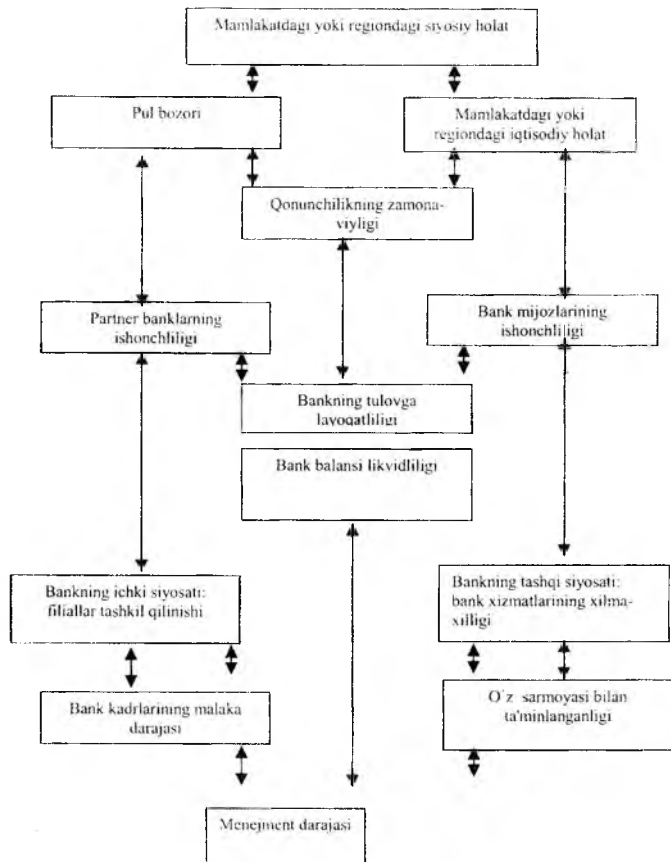 Mamlakatdagi yoki regiondagi siyosiy holat
Pul bozori
Mamlakatdagi yoki
regiondagi iqtisodiy holat
Qonunchilikning zamona-
viyligi
Partner banklarning
ishonchliligi
Bank mijozlarining
ishonchliligi
Bankning tulovga
layoqatliligi
Bank balansi likvidliligi
Bankning ichki siyosati:
filiallar tashkil qilinishi
Bankning tashqi siyosati:
bank xizmatlarining xilma-
xilligi
Bank kadrlarining malaka
darajasi
O'z sarmoyasi bilan
ta'minlanganligi
Menejment darajasi